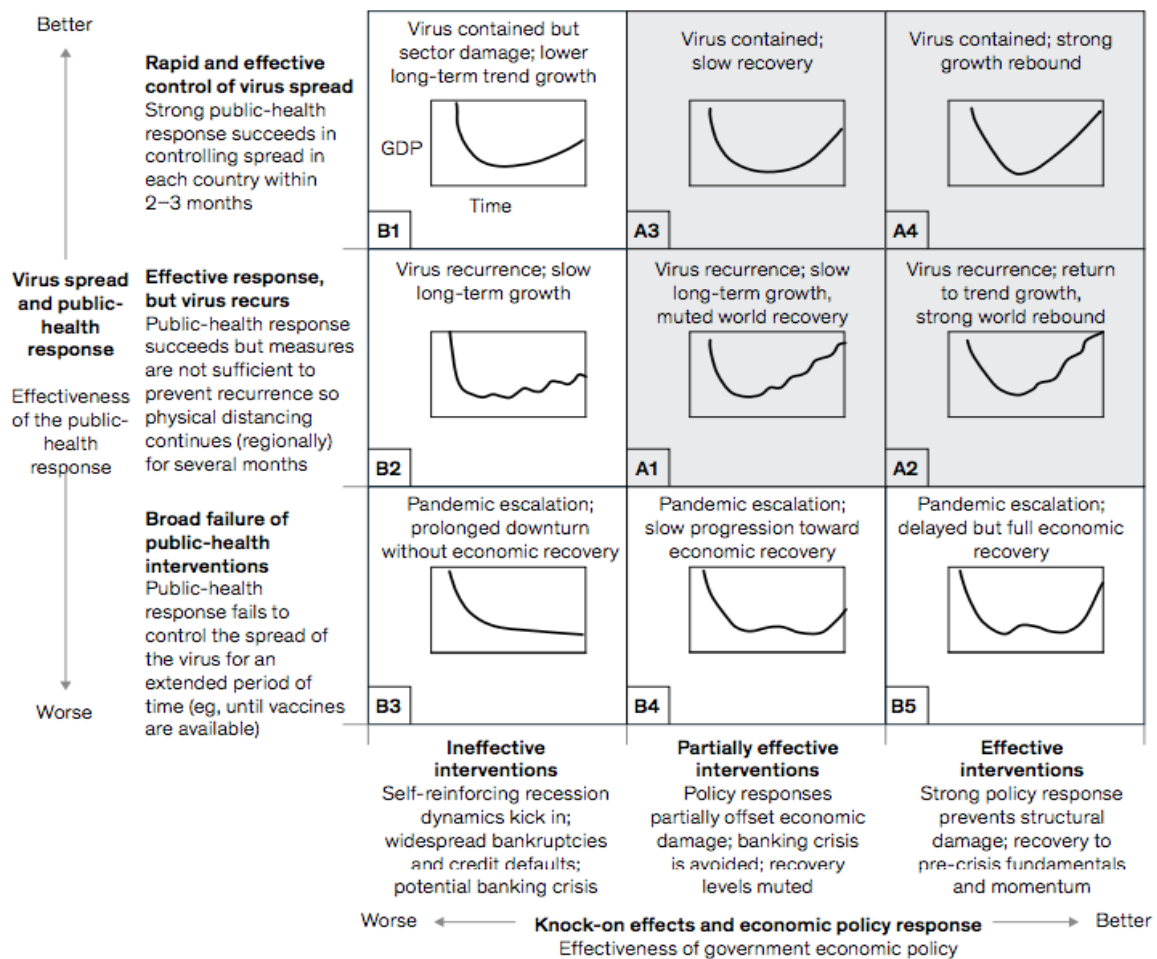 Better
Rapid and effective
control of virus spread
Strong public-health
response succeeds in
controlling spread in
each country within
2–3 months
Virus contained but
sector damage; lower
long-term trend growth
GDP
Time
B1
Virus contained;
slow recovery
A3
Virus contained; strong
growth rebound
A4
Virus spread
and public-
health
response
Effectiveness
of the public-
health
response
Effective response,
but virus recurs
Public-health response
succeeds but measures
are not sufficient to
prevent recurrence so
physical distancing
continues (regionally)
for several months
Virus recurrence; slow
long-term growth
B2
Virus recurrence; slow
long-term growth,
muted world recovery
A1
Virus recurrence; return
to trend growth,
strong world rebound
A2
Broad failure of
public-health
interventions
Public-health
response fails to
control the spread of
the virus for an
extended period of
time (eg, until vaccines
are available)
Worse
Pandemic escalation;
prolonged downturn
without economic recovery
B3
Pandemic escalation;
slow progression toward
economic recovery
B4
Pandemic escalation;
delayed but full economic
recovery
B5
Ineffective
interventions
Self-reinforcing recession
dynamics kick in;
widespread bankruptcies
and credit defaults;
potential banking crisis
Partially effective
interventions
Policy responses
partially offset economic
damage; banking crisis
is avoided; recovery
levels muted
Effective
interventions
Strong policy response
prevents structural
damage; recovery to
pre-crisis fundamentals
and momentum
Worse
Knock-on effects and economic policy response
Better
Effectiveness of government economic policy